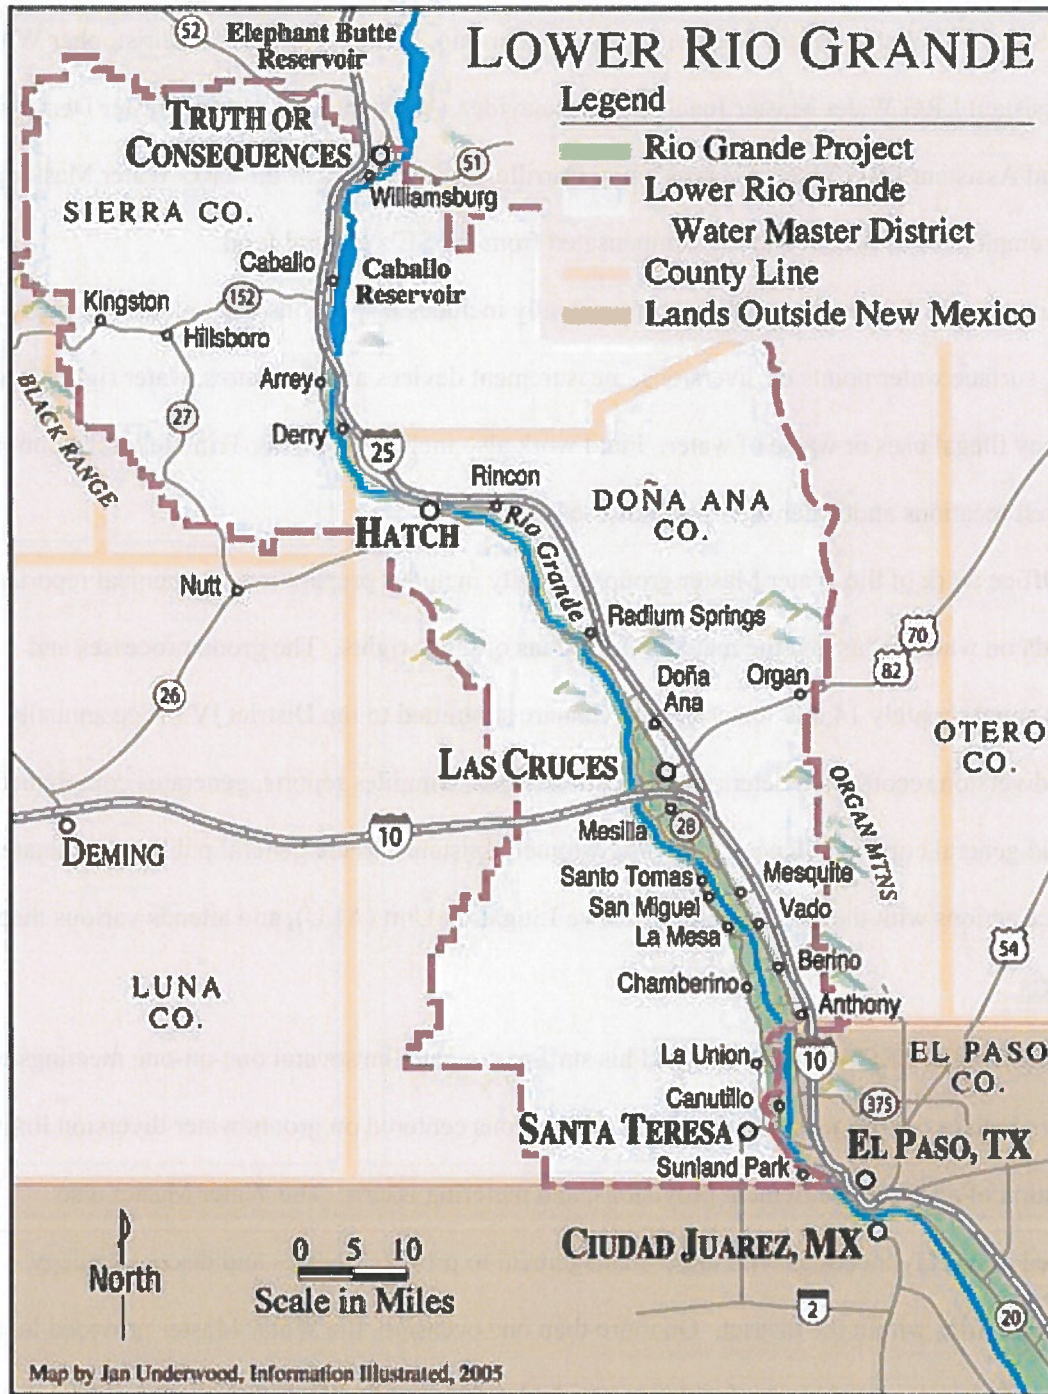 LOWER RIO GRANDE
Legend
Rio Grande Project
Lower Rio Grande
Water Master District
County Line
Lands Outside New Mexico
52
Elephant Butte
Reservoir
TRUTH OR
CONSEQUENCES
51
Williamsburg
SIERRA CO.
Caballo
Caballo
Reservoir
152
Kingston
Hillsboro
Arrey
BLACK RANGE
27
Derry
25
Rincon
HATCH
Rio Grande
DOÑA ANA
CO.
Nutt
Radium Springs
70
82
Doña
Ana
Organ
26
OTERO
CO.
LAS CRUCES
ORGAN MTNS
10
DEMING
Mesilla
28
Santo Tomas
Mesquite
San Miguel
Vado
La Mesa
54
Berino
Chamberino
LUNA
CO.
Anthony
La Union
10
EL PASO
CO.
Canutillo
375
SANTA TERESA
EL PASO, TX
Sunland Park
CIUDAD JUAREZ, MX
North
0 5 10
Scale in Miles
2
20
Map by Jan Underwood, Information Illustrated, 2005